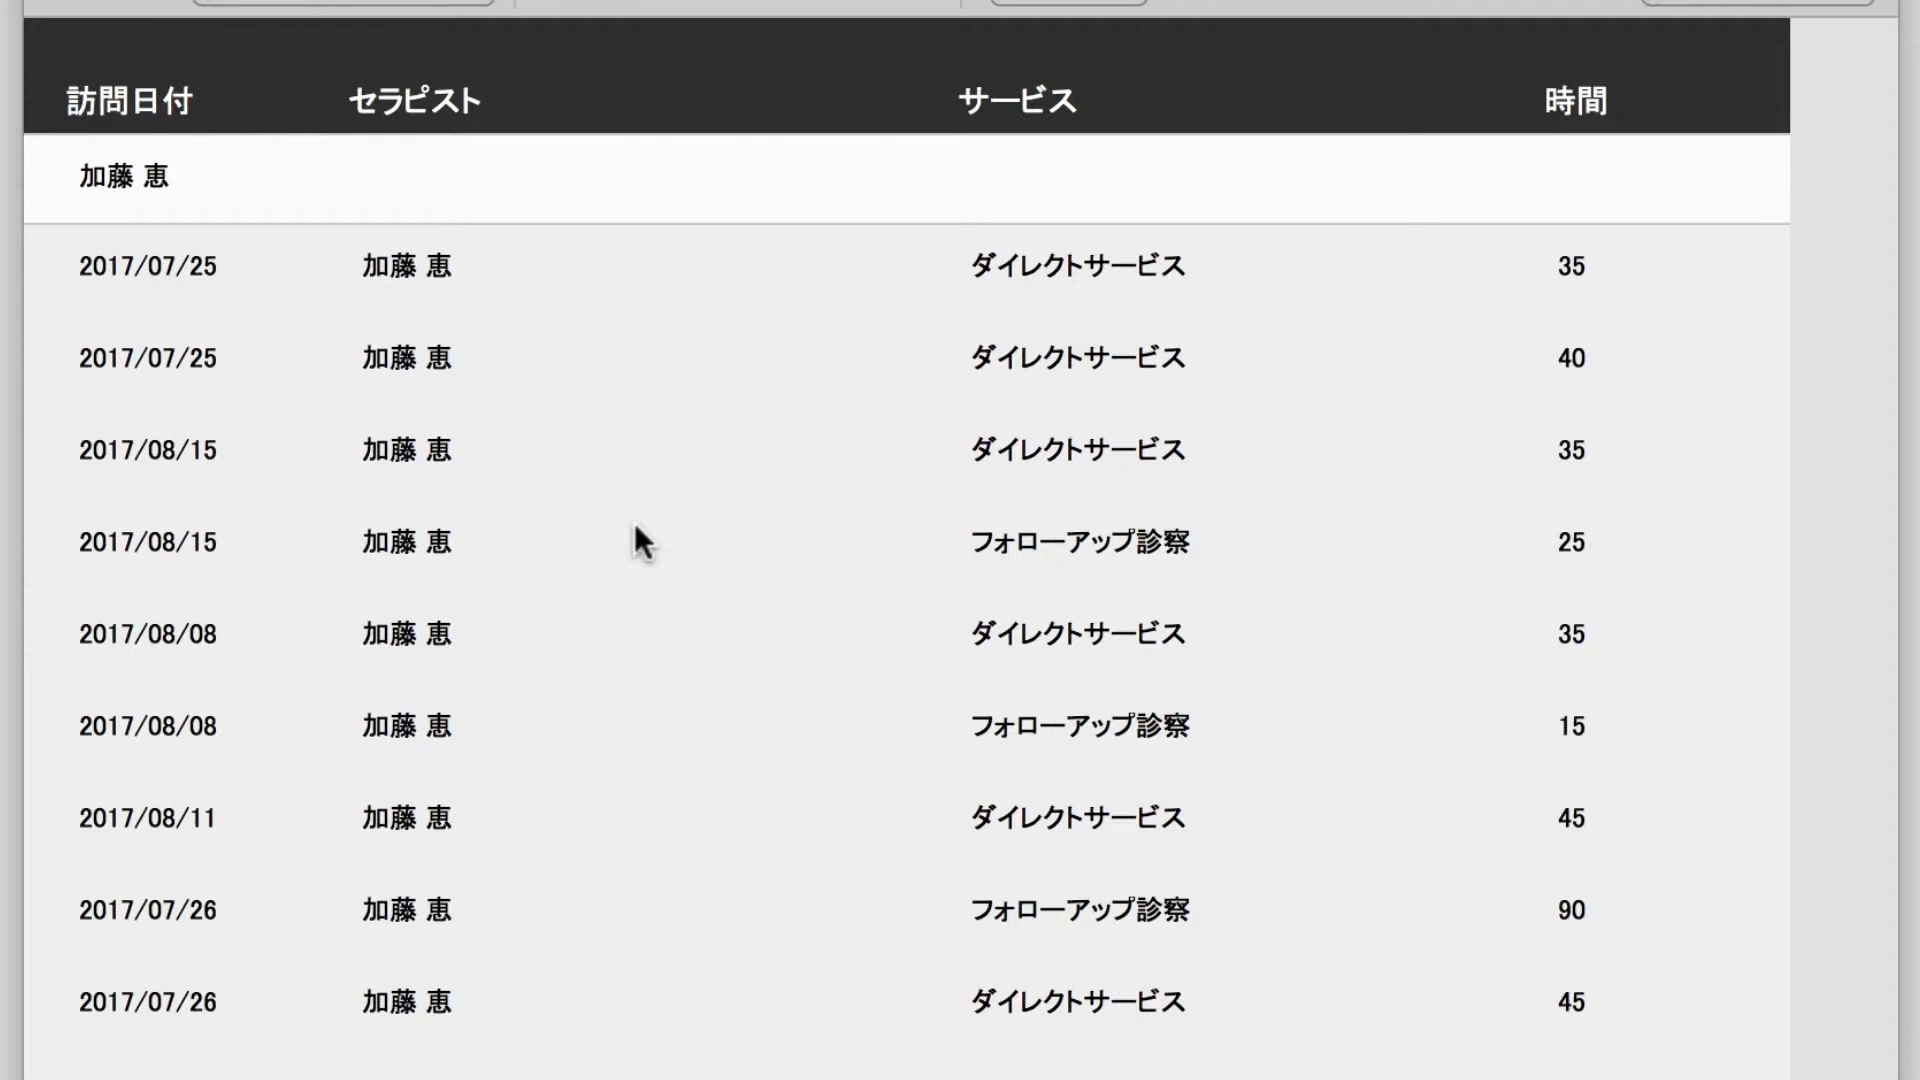 訪問日付 セラピスト サービス 時間
加藤 恵
2017/07/25 加藤 恵 ダイレクトサービス 35
2017/07/25 加藤 恵 ダイレクトサービス 40
2017/08/15 加藤 恵 ダイレクトサービス 35
2017/08/15 加藤 恵 フォローアップ診察 25
2017/08/08 加藤 恵 ダイレクトサービス 35
2017/08/08 加藤 恵 フォローアップ診察 15
2017/08/11 加藤 恵 ダイレクトサービス 45
2017/07/26 加藤 恵 フォローアップ診察 90
2017/07/26 加藤 恵 ダイレクトサービス 45